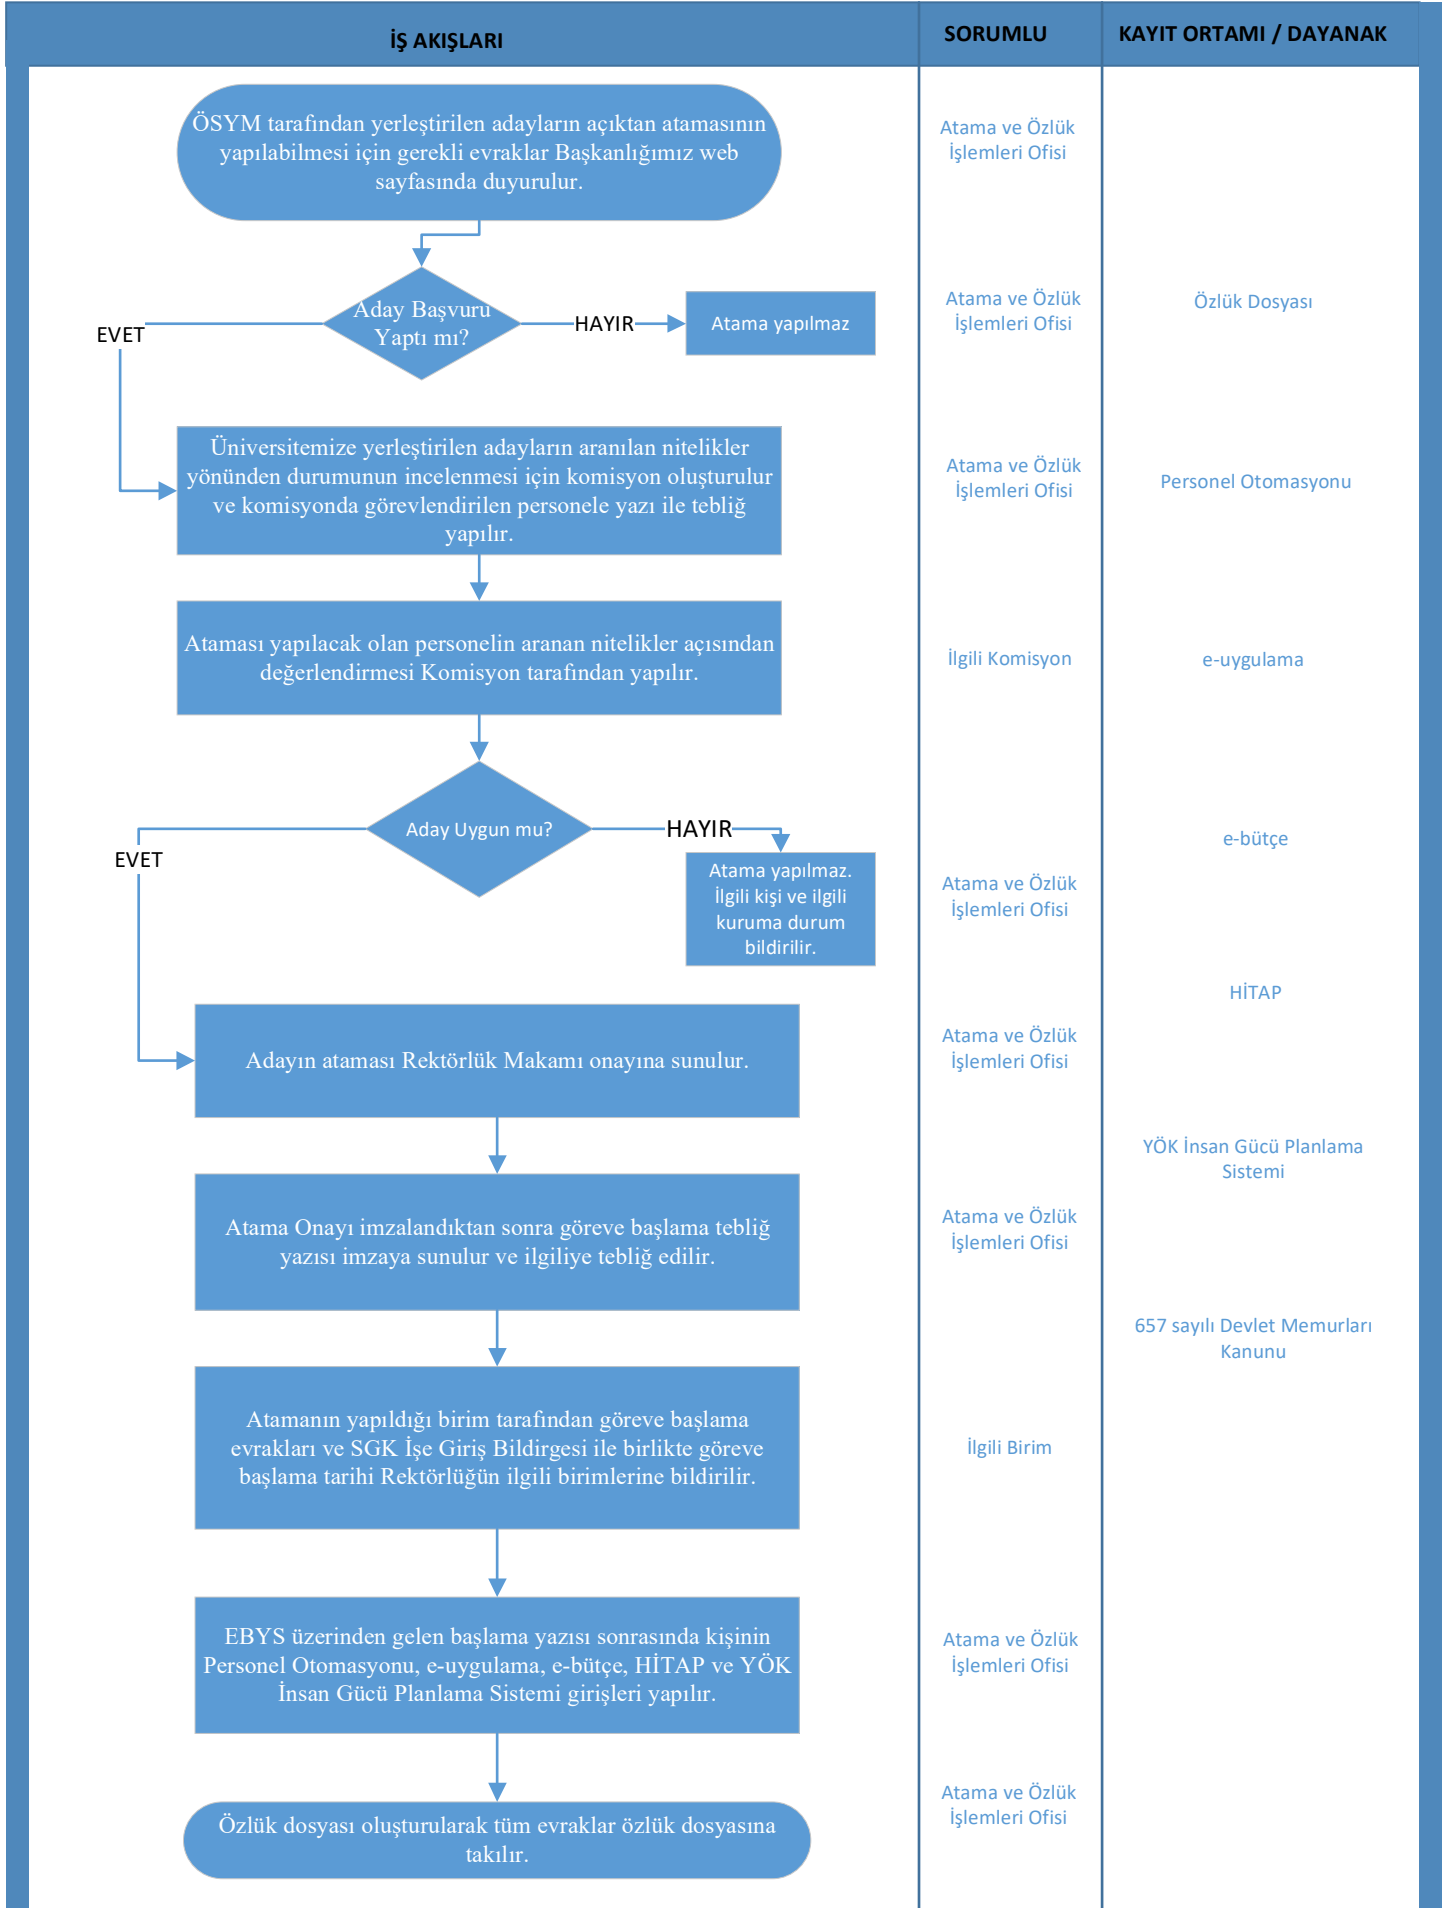 İŞ AKIŞLARI
SORUMLU
KAYIT ORTAMI / DAYANAK
ÖSYM tarafından yerleştirilen adayların açıktan atamasının
yapılabilmesi için gerekli evraklar Başkanlığımız web
sayfasında duyurulur.
Atama ve Özlük
İşlemleri Ofisi
Aday Başvuru
Yaptı mı?
EVET
HAYIR
Atama yapılmaz
Atama ve Özlük
İşlemleri Ofisi
Özlük Dosyası
Üniversitemize yerleştirilen adayların aranılan nitelikler
yönünden durumunun incelenmesi için komisyon oluşturulur
ve komisyonda görevlendirilen personele yazı ile tebliğ
yapılır.
Atama ve Özlük
İşlemleri Ofisi
Personel Otomasyonu
Ataması yapılacak olan personelin aranan nitelikler açısından
değerlendirmesi Komisyon tarafından yapılır.
İlgili Komisyon
e-uygulama
Aday Uygun mu?
HAYIR
EVET
Atama yapılmaz.
İlgili kişi ve ilgili
kuruma durum
bildirilir.
Atama ve Özlük
İşlemleri Ofisi
e-bütçe
HİTAP
Adayın ataması Rektörlük Makamı onayına sunulur.
Atama ve Özlük
İşlemleri Ofisi
YÖK İnsan Gücü Planlama
Sistemi
Atama Onayı imzalandıktan sonra göreve başlama tebliğ
yazısı imzaya sunulur ve ilgiliye tebliğ edilir.
Atama ve Özlük
İşlemleri Ofisi
657 sayılı Devlet Memurları
Kanunu
Atamanın yapıldığı birim tarafından göreve başlama
evrakları ve SGK İşe Giriş Bildirgesi ile birlikte göreve
başlama tarihi Rektörlüğün ilgili birimlerine bildirilir.
İlgili Birim
EBYS üzerinden gelen başlama yazısı sonrasında kişinin
Personel Otomasyonu, e-uygulama, e-bütçe, HİTAP ve YÖK
İnsan Gücü Planlama Sistemi girişleri yapılır.
Atama ve Özlük
İşlemleri Ofisi
Özlük dosyası oluşturularak tüm evraklar özlük dosyasına
takılır.
Atama ve Özlük
İşlemleri Ofisi